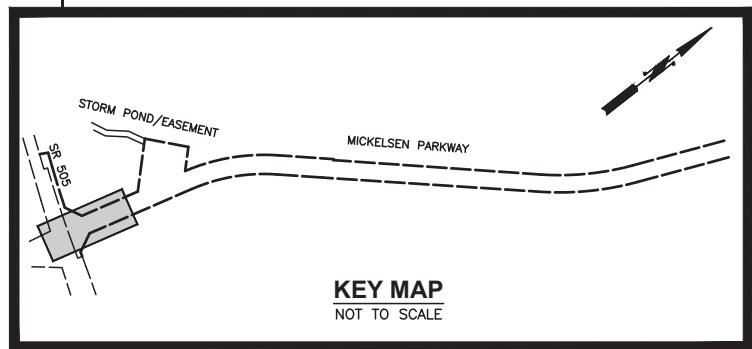 STORM POND/EASEMENT
MICKELSEN PARKWAY
SR 505
KEY MAP
NOT TO SCALE